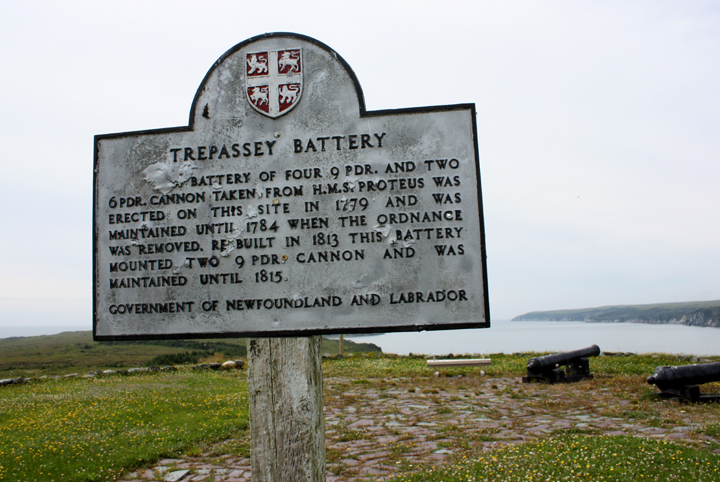 TREPASSEY BATTERY
BATTERY OF FOUR 9 PDR. AND TWO
6 PDR. CANNON TAKEN FROM H.M.S. PROTEUS WAS
ERECTED ON THIS SITE IN 1779 AND WAS
MAINTAINED UNTIL 1784 WHEN THE ORDNANCE
WAS REMOVED. RE-BUILT IN 1813 THIS BATTERY
MOUNTED TWO 9 PDR. CANNON AND WAS
MAINTAINED UNTIL 1815.
GOVERNMENT OF NEWFOUNDLAND AND LABRADOR